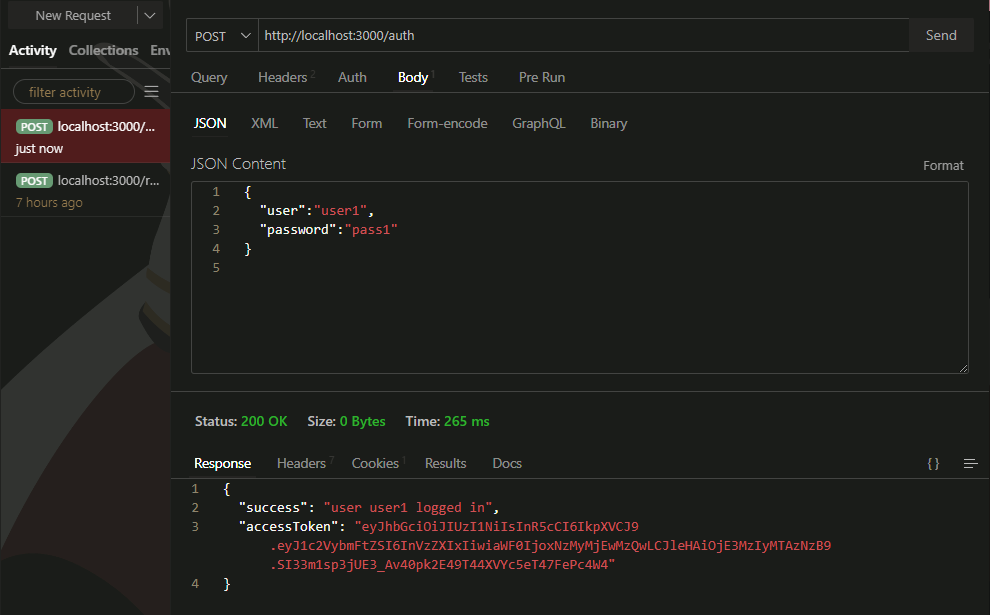 New Request
Activity Collections Env
filter activity
POST localhost:3000/...
just now
POST localhost:3000/r...
7 hours ago
POST http://localhost:3000/auth Send
Query Headers 2 Auth Body 1 Tests Pre Run
JSON XML Text Form Form-encode GraphQL Binary
JSON Content Format
1 {
2 "user":"user1",
3 "password":"pass1"
4 }
5
Status: 200 OK Size: 0 Bytes Time: 265 ms
Response Headers 7 Cookies 1 Results Docs { }
1 {
2 "success": "user user1 logged in",
3 "accessToken": "eyJhbGciOiJIUzI1NiIsInR5cCI6IkpXVCJ9
.eyJ1c2VybmFtZSI6InVzZXIxIiwiaWF0IjoxNzMyMjEwMzQwLCJleHAiOjE3MzIyMTAzNzB9
.SI33m1sp3jUE3_Av40pk2E49T44XVYc5eT47FePc4W4"
4 }